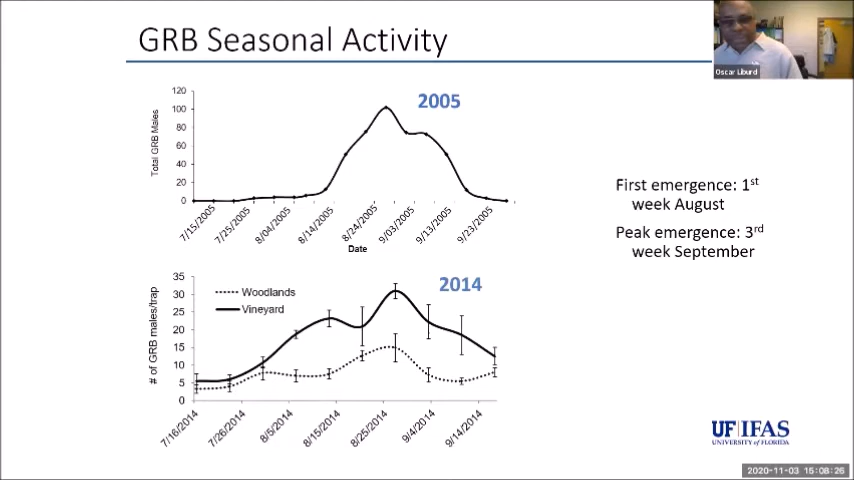 GRB Seasonal Activity
Oscar Liburd
2005
Total GRB Males
120
100
80
60
40
20
0
7/15/2005
7/25/2005
8/04/2005
8/14/2005
8/24/2005
9/03/2005
9/13/2005
9/23/2005
Date
First emergence: 1st
week August
Peak emergence: 3rd
week September
2014
# of GRB males/trap
35
30
25
20
15
10
5
0
Woodlands
Vineyard
7/16/2014
7/26/2014
8/5/2014
8/15/2014
8/25/2014
9/4/2014
9/14/2014
UF|IFAS
UNIVERSITY of FLORIDA
2020-11-03 15:08:26